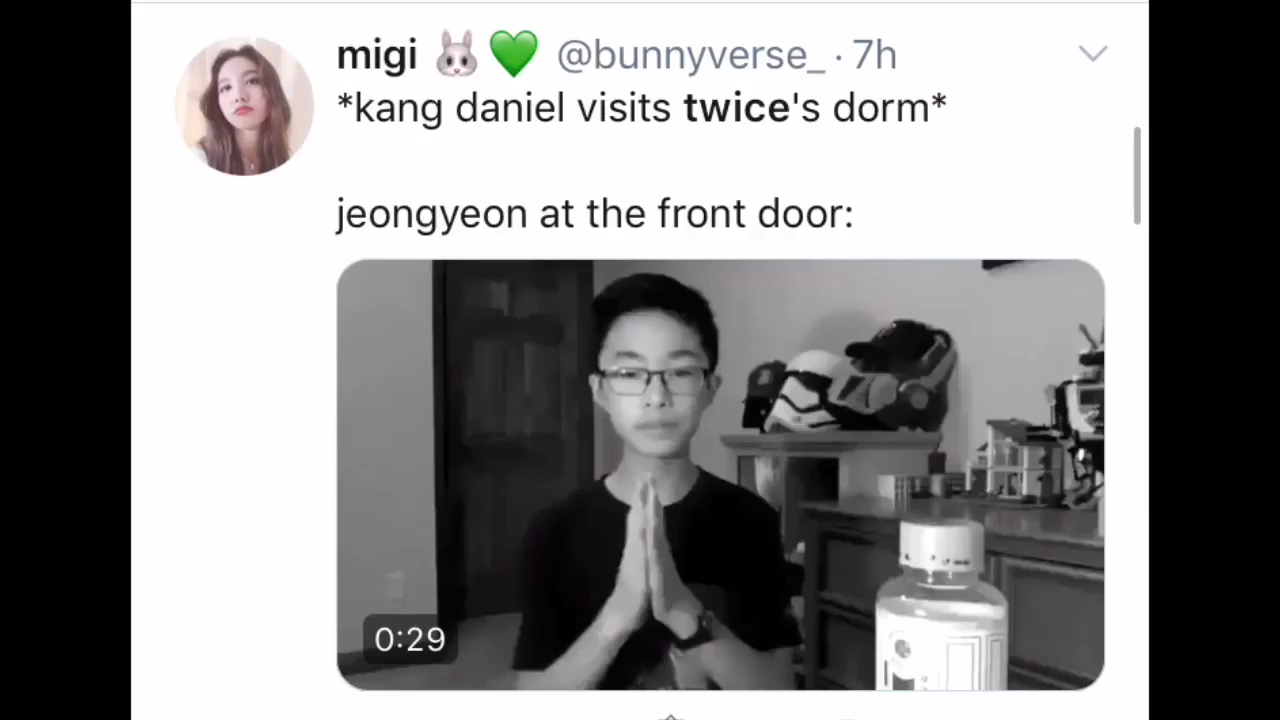 migi 🐰💚 @bunnyverse_ · 7h
*kang daniel visits twice's dorm*
jeongyeon at the front door:
0:29